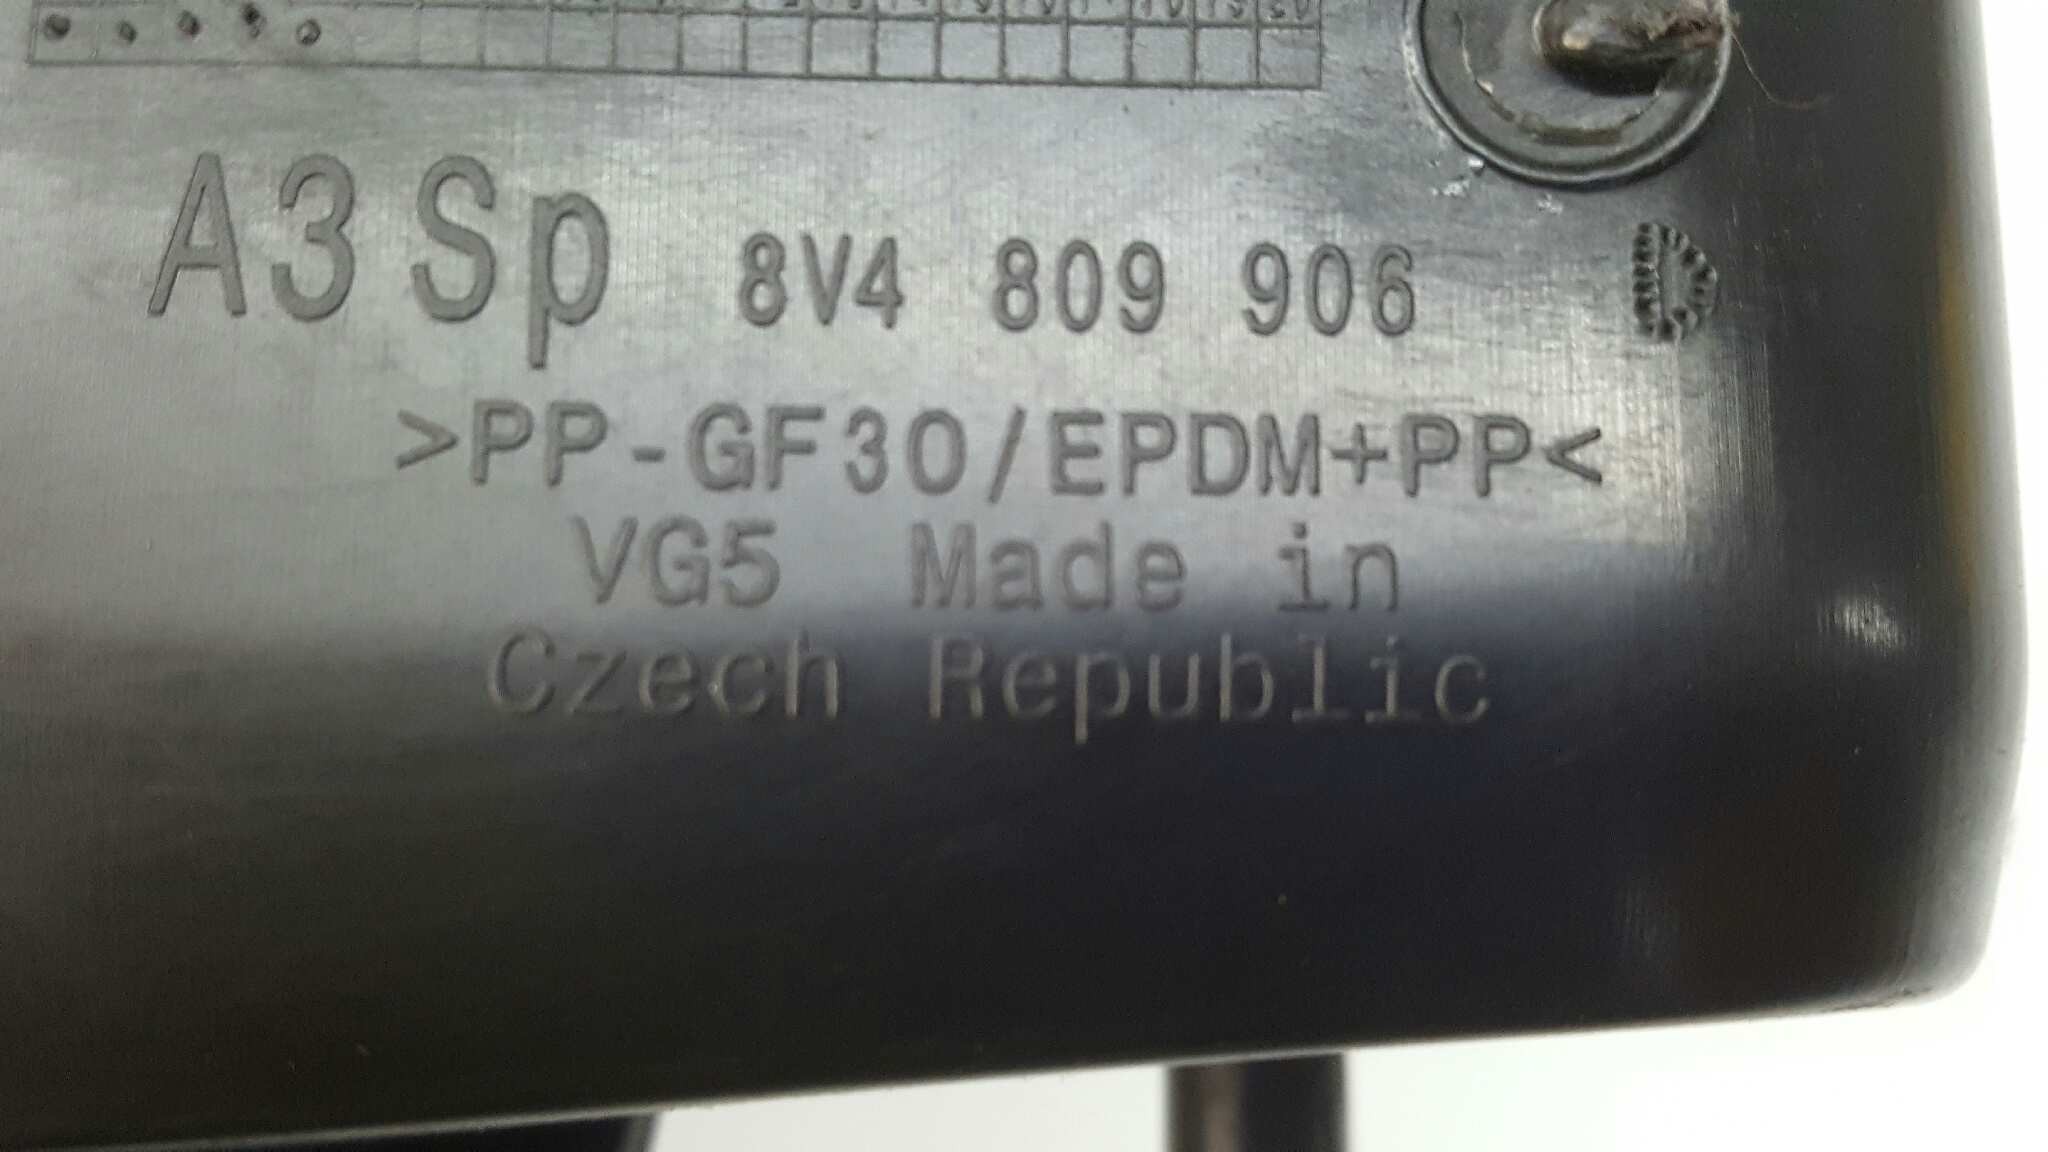 A3 Sp 8V4 809 906
>PP-GF30/EPDM+PP<
VG5 Made in
Czech Republic